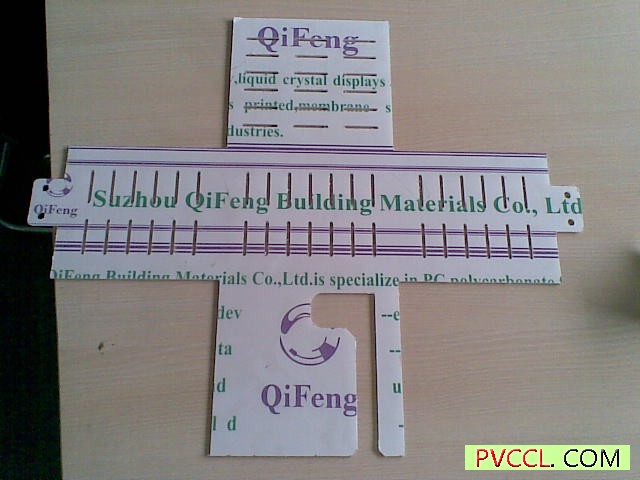 QiFeng
,liquid crystal displays
s printed,membrane s
dustries.
QiFeng
Suzhou QiFeng Building Materials Co., Ltd
QiFeng Building Materials Co.,Ltd.is specialize in PC polycarbonate
dev --e
ta --
d u
QiFeng
l d -
PVCCL. COM